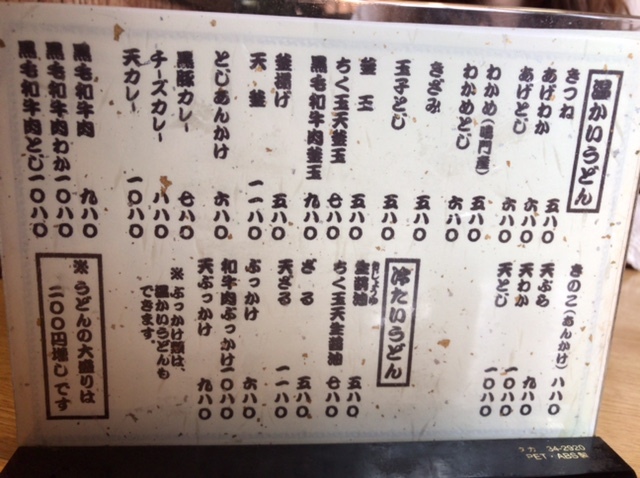 温かいうどん
きつね 五八〇
あげわか 六八〇
あげとじ 六八〇
わかめ(鳴門産) 五八〇
わかめとじ 六八〇
きざみ 五八〇
玉子とじ 五八〇
釜玉 五八〇
ちく玉天釜玉 七八〇
黒毛和牛肉釜玉 九八〇
釜揚げ 五八〇
天釜 一一八〇
とじあんかけ 六八〇
黒豚カレー 七八〇
チーズカレー 八八〇
天カレー 一〇八〇
黒毛和牛肉 九八〇
黒毛和牛肉わか 一〇八〇
黒毛和牛肉とじ 一〇八〇
きのこ(あんかけ) 八八〇
天ぷら 九八〇
天わか 一〇八〇
天とじ 一〇八〇
冷たいうどん
きじょうゆ
生醤油 五八〇
ちく玉天生醤油 七八〇
ざる 五八〇
天ざる 一一八〇
ぶっかけ 六八〇
和牛肉ぶっかけ 一〇八〇
天ぶっかけ 九八〇
※ぶっかけ類は、
温かいうどんも
できます。
※うどんの大盛りは
二〇〇円増しです
34-2920
PET・ABS製